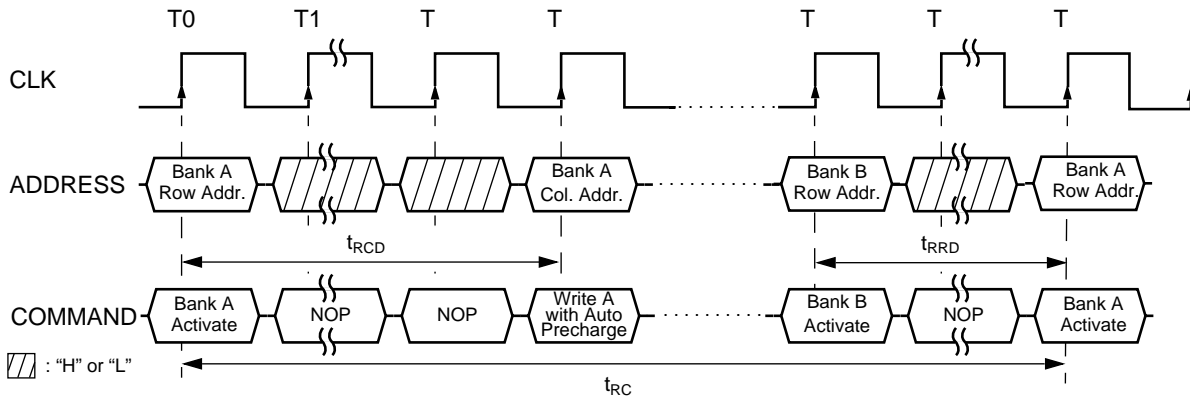 T0 T1 T T T T T
CLK
ADDRESS
Bank A
Row Addr.
Bank A
Col. Addr.
Bank B
Row Addr.
Bank A
Row Addr.
tRCD
tRRD
COMMAND
Bank A
Activate
NOP
NOP
Write A
with Auto
Precharge
Bank B
Activate
NOP
Bank A
Activate
: “H” or “L”
tRC